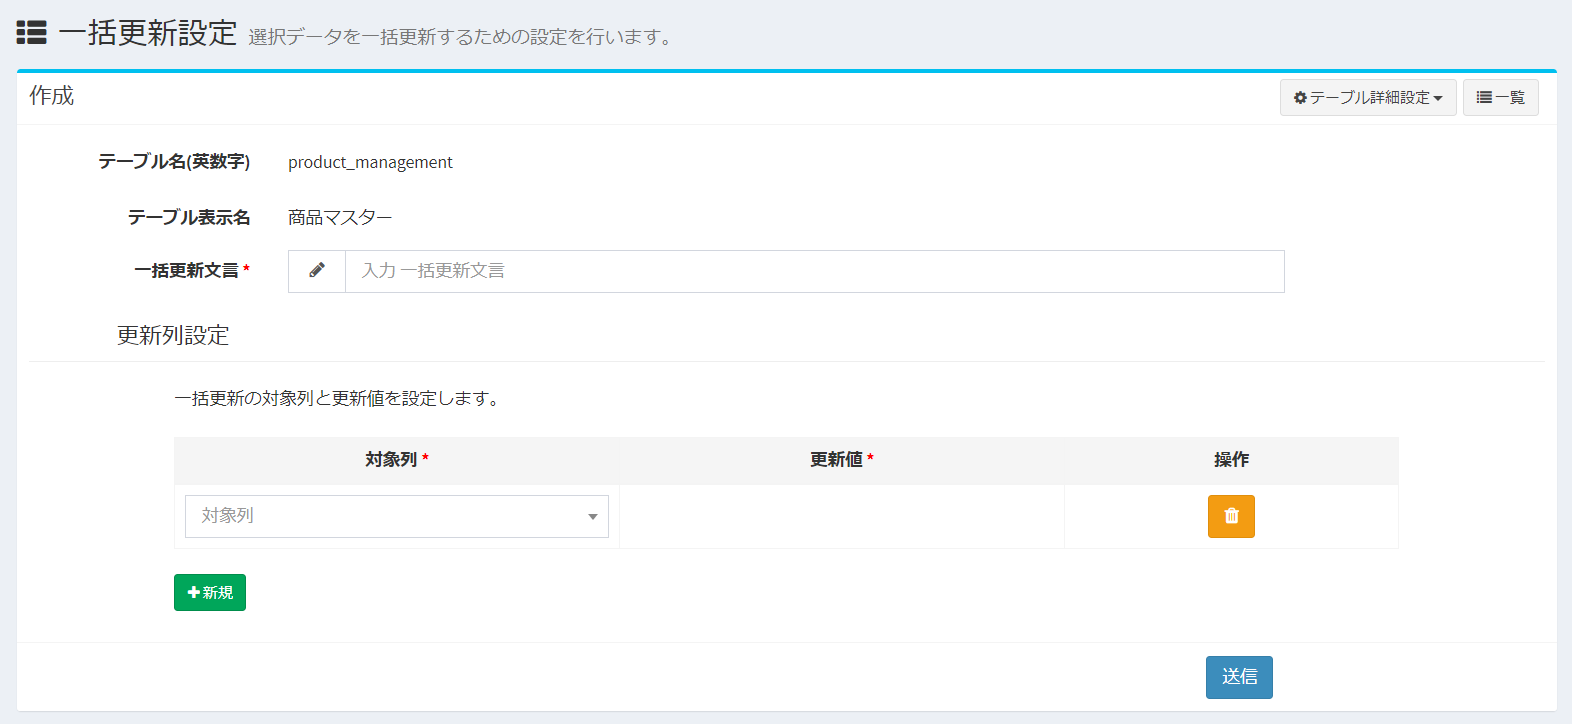 一括更新設定 選択データを一括更新するための設定を行います。
作成 テーブル詳細設定 一覧
テーブル名(英数字) product_management
テーブル表示名 商品マスター
一括更新文言 * 入力 一括更新文言
更新列設定
一括更新の対象列と更新値を設定します。
対象列 * 更新値 * 操作
対象列
新規
送信